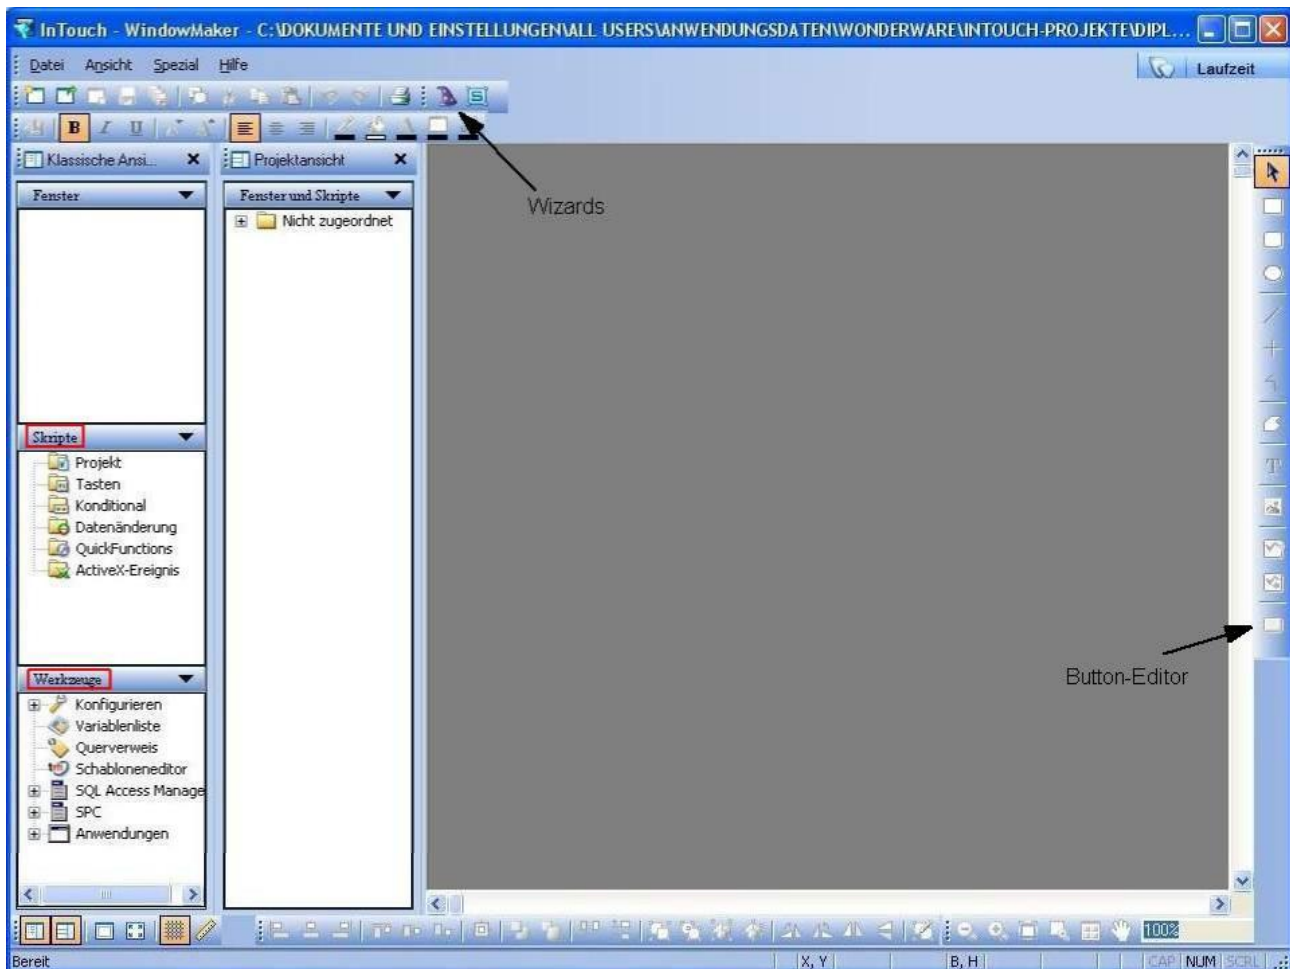 InTouch - WindowMaker - C:\DOKUMENTE UND EINSTELLUNGEN\ALL USERS\ANWENDUNGSDATEN\WONDERWARE\INTOUCH-PROJEKTE\DIPL...
Datei Ansicht Spezial Hilfe
Laufzeit
B I U
Klassische Ansi...
Projektansicht
Fenster
Fenster und Skripte
Nicht zugeordnet
Wizards
Skripte
Projekt
Tasten
Konditional
Datenänderung
QuickFunctions
ActiveX-Ereignis
Button-Editor
Werkzeuge
Konfigurieren
Variablenliste
Querverweis
Schabloneneditor
SQL Access Manage
SPC
Anwendungen
100%
Bereit
X, Y
B, H
CAP NUM SCRL